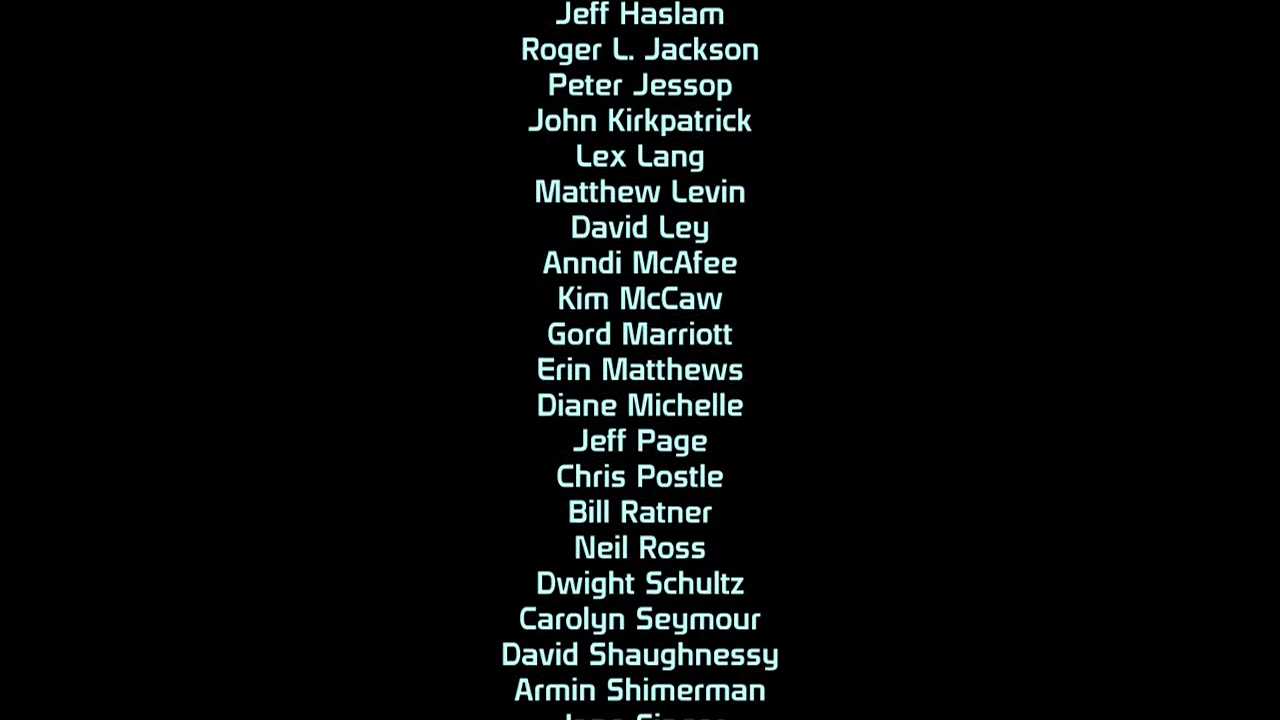 Jeff Haslam
Roger L. Jackson
Peter Jessop
John Kirkpatrick
Lex Lang
Matthew Levin
David Ley
Anndi McAfee
Kim McCaw
Gord Marriott
Erin Matthews
Diane Michelle
Jeff Page
Chris Postle
Bill Ratner
Neil Ross
Dwight Schultz
Carolyn Seymour
David Shaughnessy
Armin Shimerman